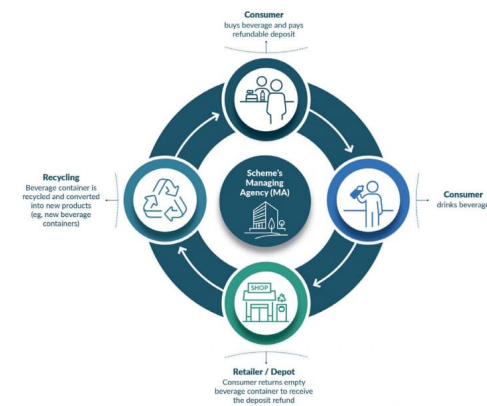 Consumer
buys beverage and pays
refundable deposit
Scheme's
Managing
Agency (MA)
Recycling
Beverage container is
recycled and converted
into new products
(eg, new beverage
containers)
Consumer
drinks beverage
SHOP
Retailer / Depot
Consumer returns empty
beverage container to receive
the deposit refund